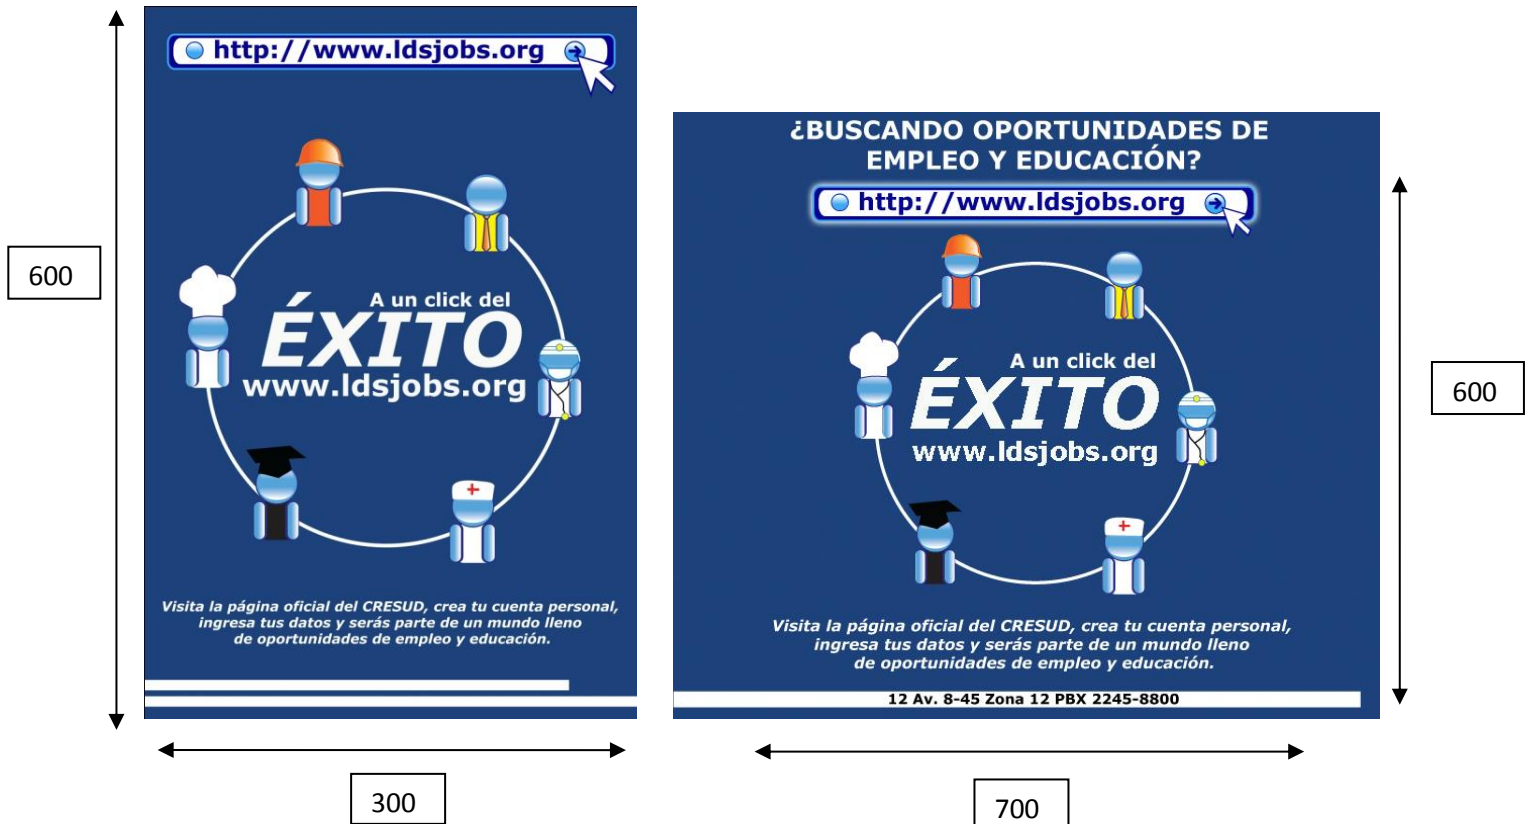 600
http://www.ldsjobs.org
A un click del
ÉXITO
www.ldsjobs.org
Visita la página oficial del CRESUD, crea tu cuenta personal,
ingresa tus datos y serás parte de un mundo lleno
de oportunidades de empleo y educación.
300
¿BUSCANDO OPORTUNIDADES DE
EMPLEO Y EDUCACIÓN?
http://www.ldsjobs.org
A un click del
ÉXITO
www.ldsjobs.org
Visita la página oficial del CRESUD, crea tu cuenta personal,
ingresa tus datos y serás parte de un mundo lleno
de oportunidades de empleo y educación.
12 Av. 8-45 Zona 12 PBX 2245-8800
600
700